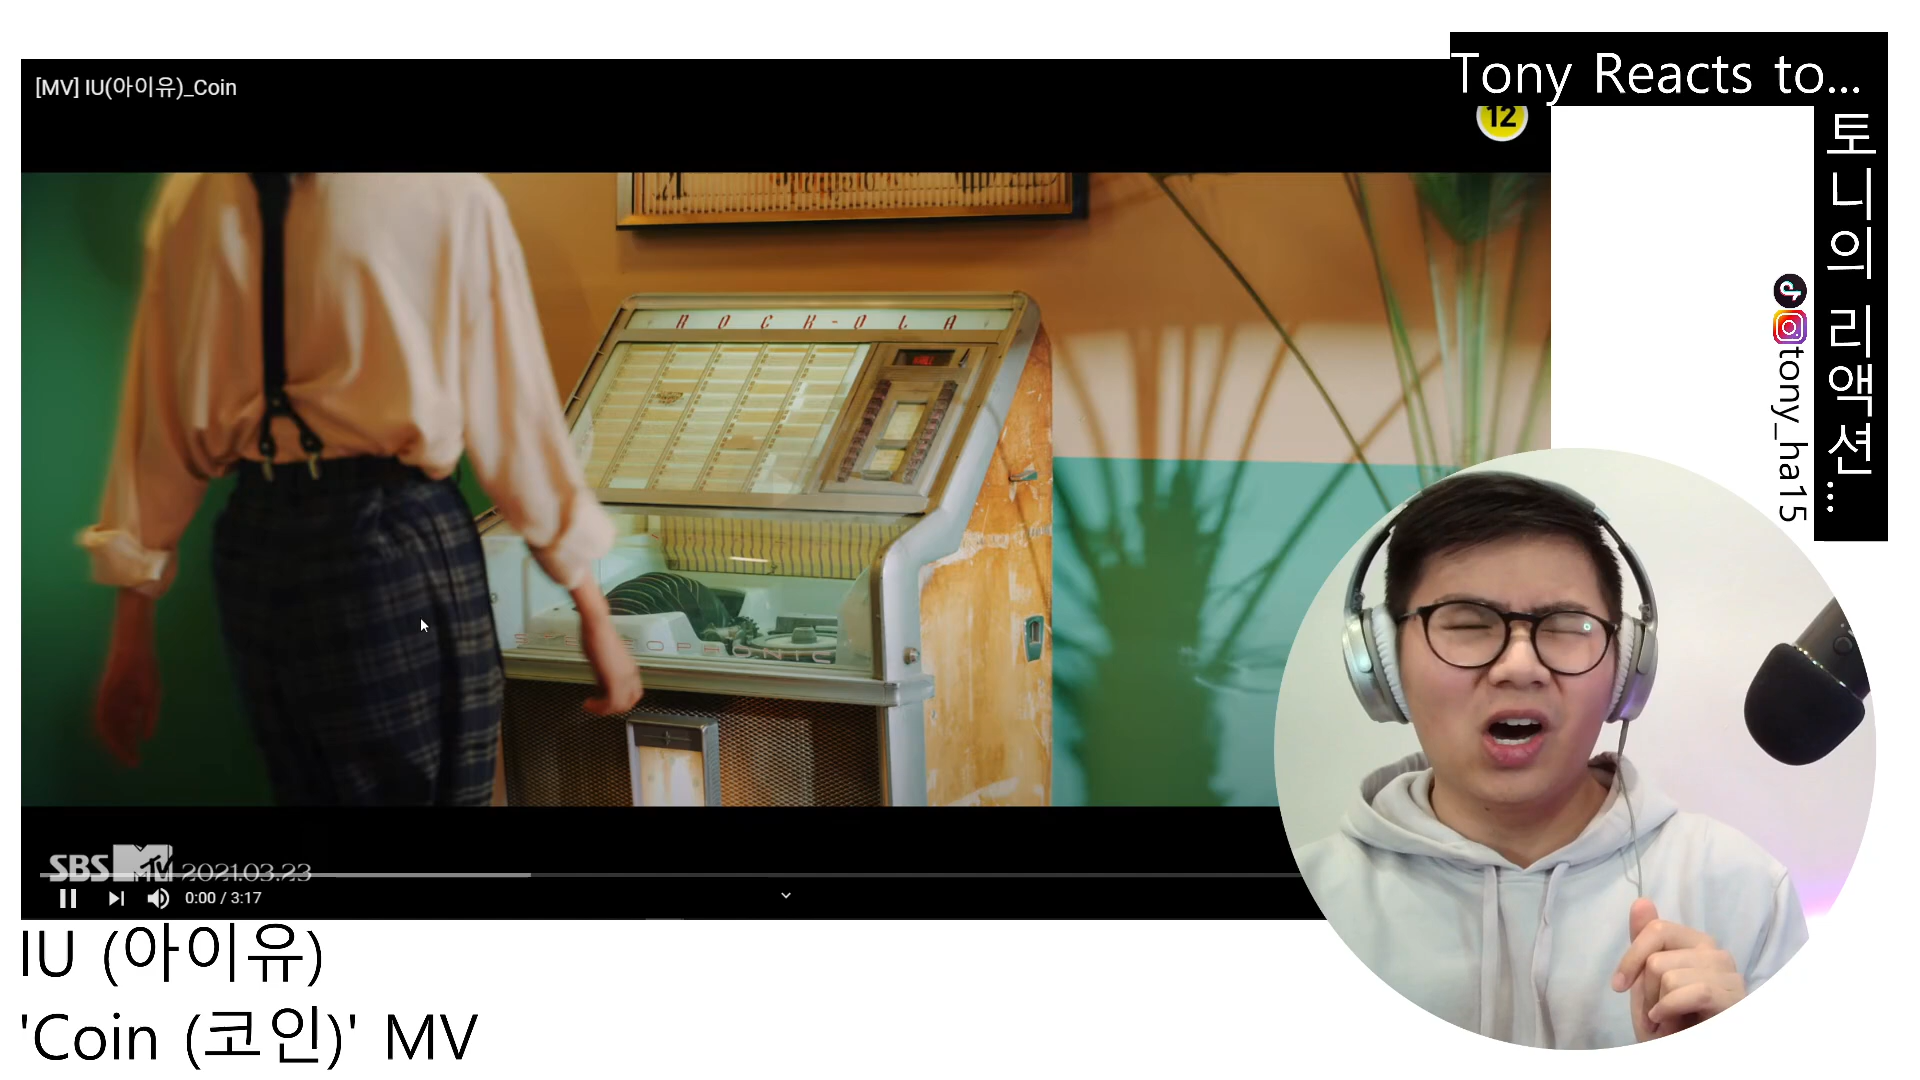 [MV] IU(아이유)_Coin
Tony Reacts to...
12
토니의 리액션...
tony_ha15
ROCK-OLA
STEREOPHONIC
SBS MTV 2021.03.23
0:00 / 3:17
IU (아이유)
'Coin (코인)' MV